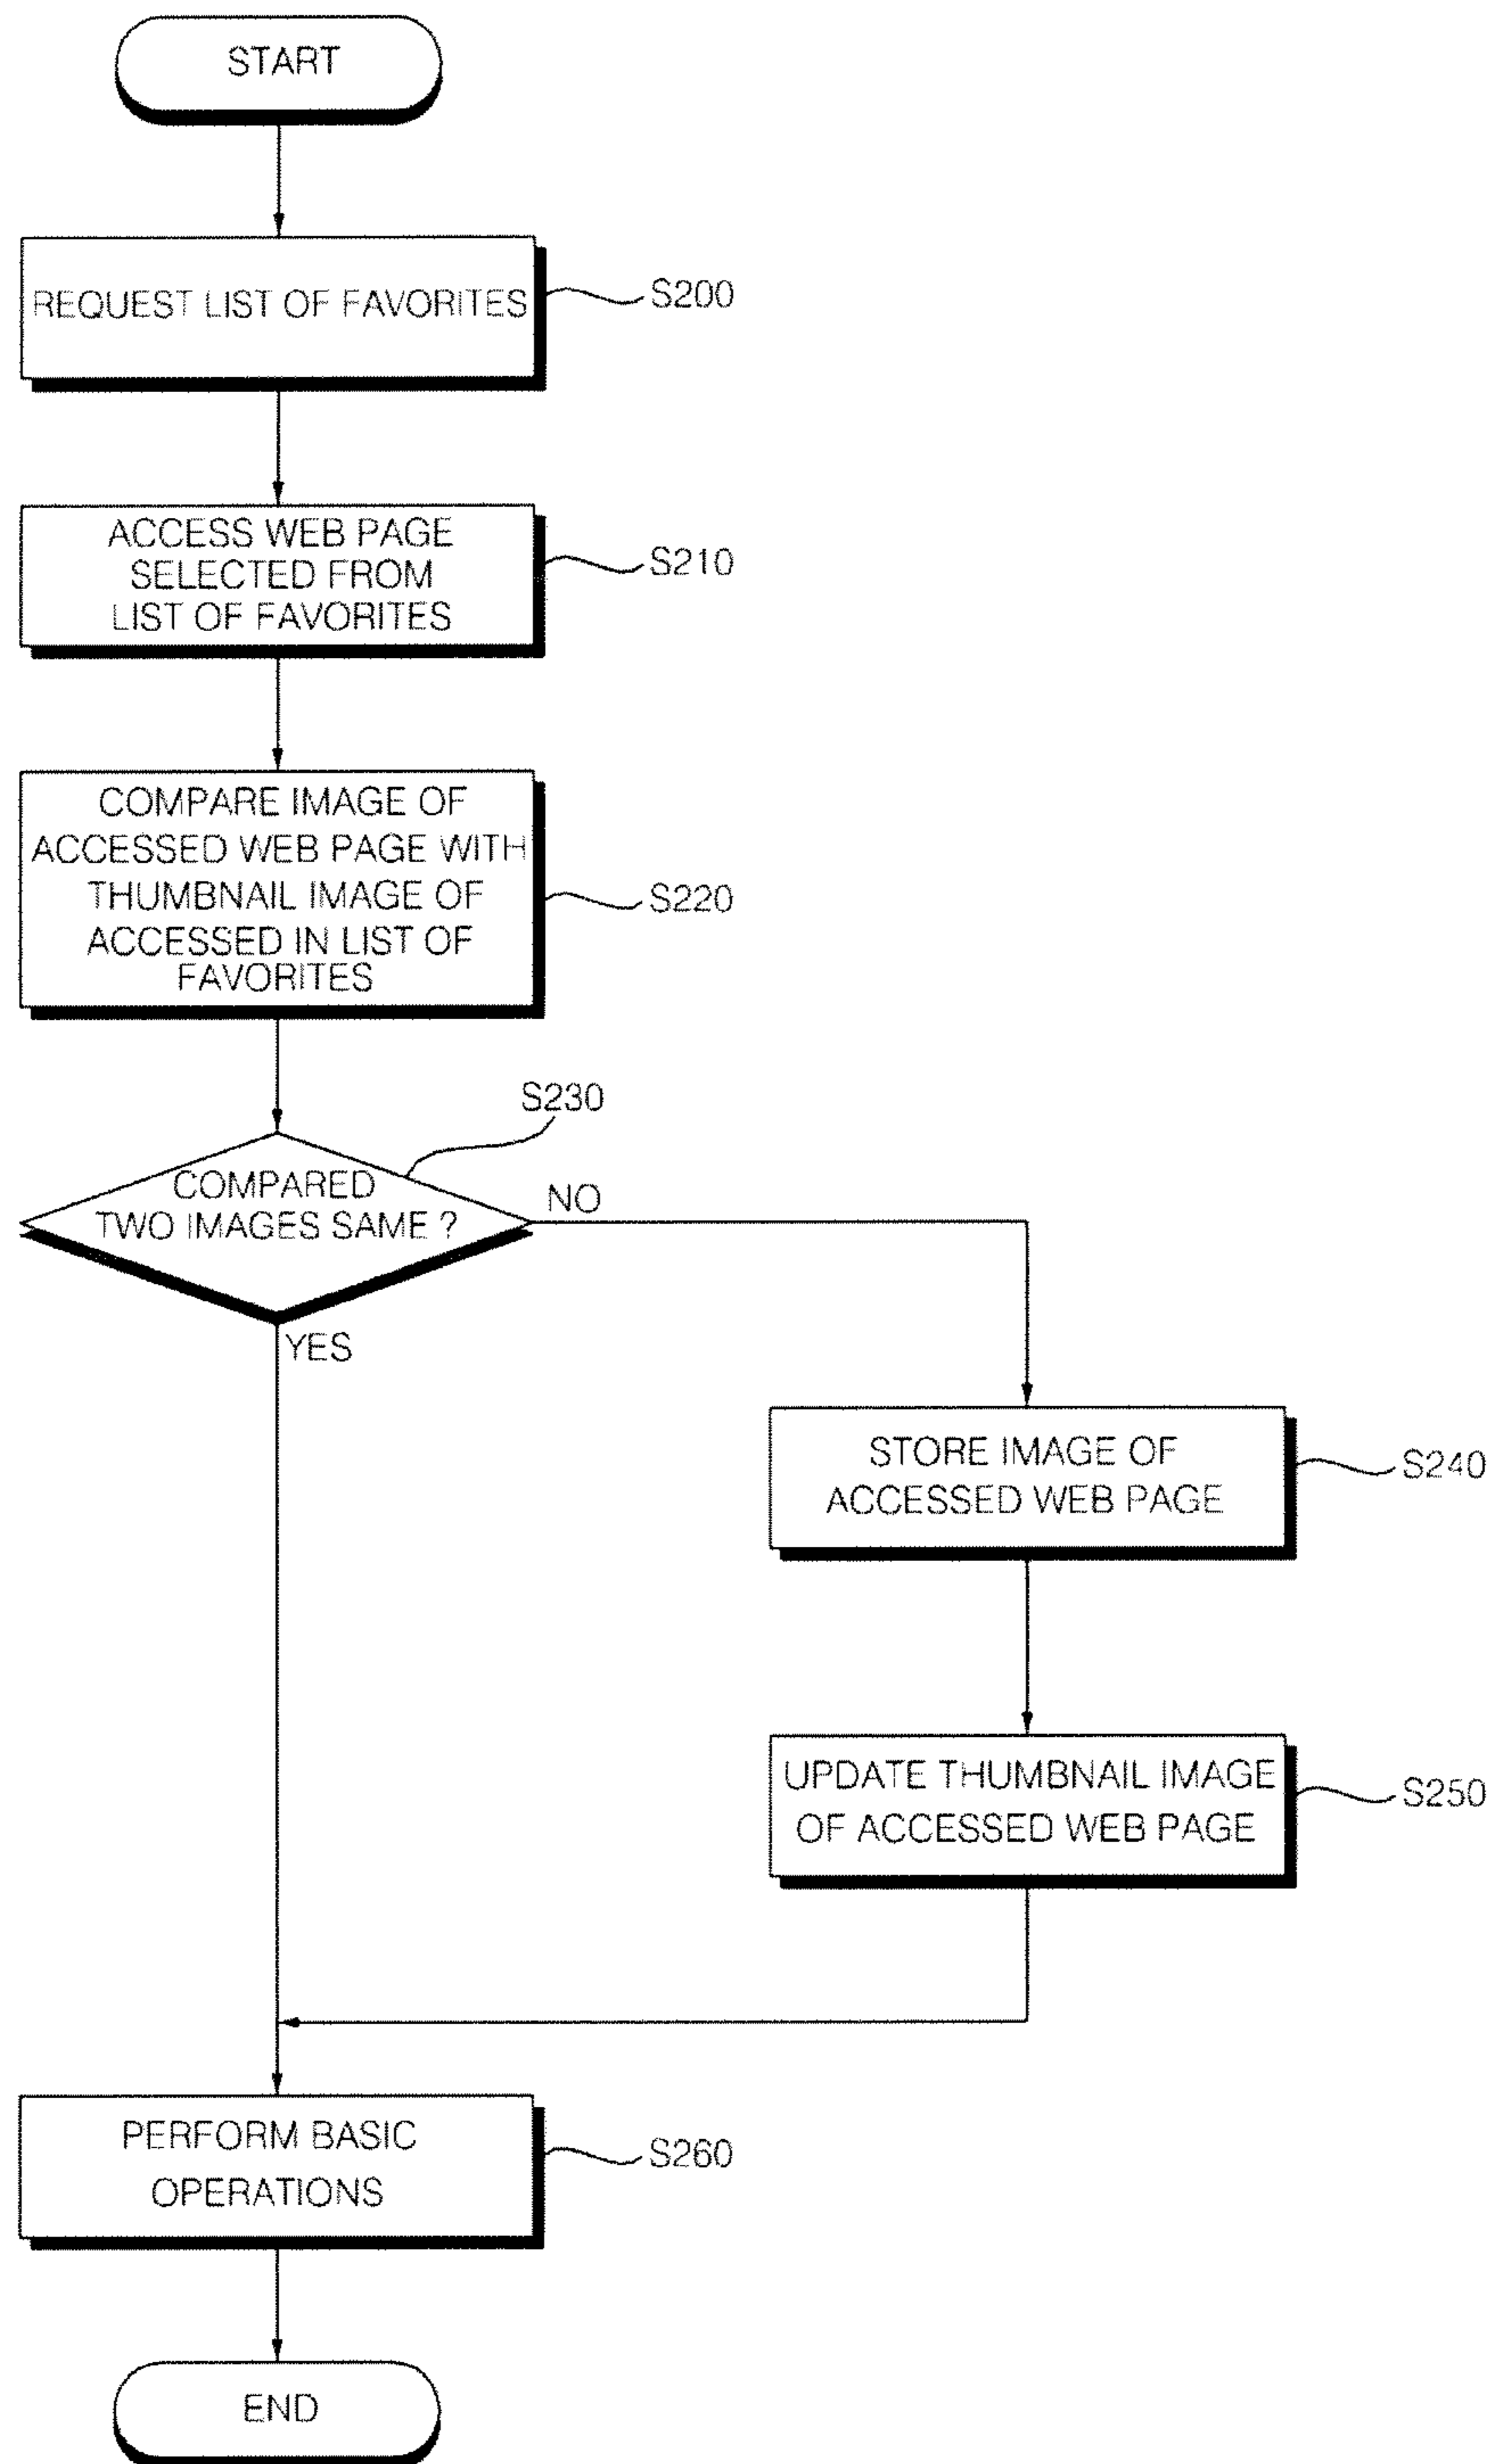 START
REQUEST LIST OF FAVORITES
S200
ACCESS WEB PAGE
SELECTED FROM
LIST OF FAVORITES
S210
COMPARE IMAGE OF
ACCESSED WEB PAGE WITH
THUMBNAIL IMAGE OF
ACCESSED IN LIST OF
FAVORITES
S220
S230
COMPARED
TWO IMAGES SAME ?
NO
YES
STORE IMAGE OF
ACCESSED WEB PAGE
S240
UPDATE THUMBNAIL IMAGE
OF ACCESSED WEB PAGE
S250
PERFORM BASIC
OPERATIONS
S260
END